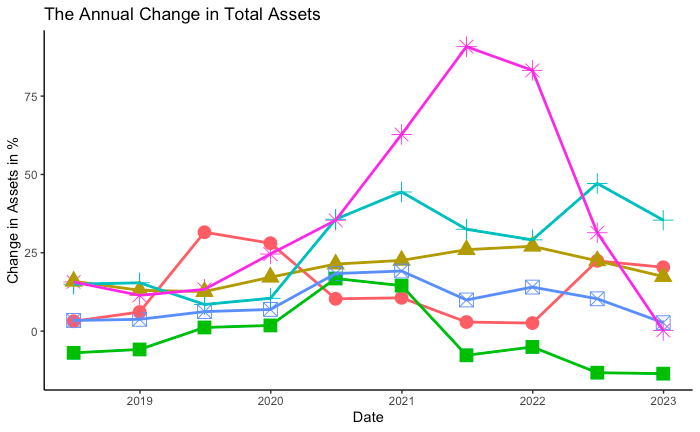 The Annual Change in Total Assets
Change in Assets in %
75
50
25
0
2019 2020 2021 2022 2023
Date